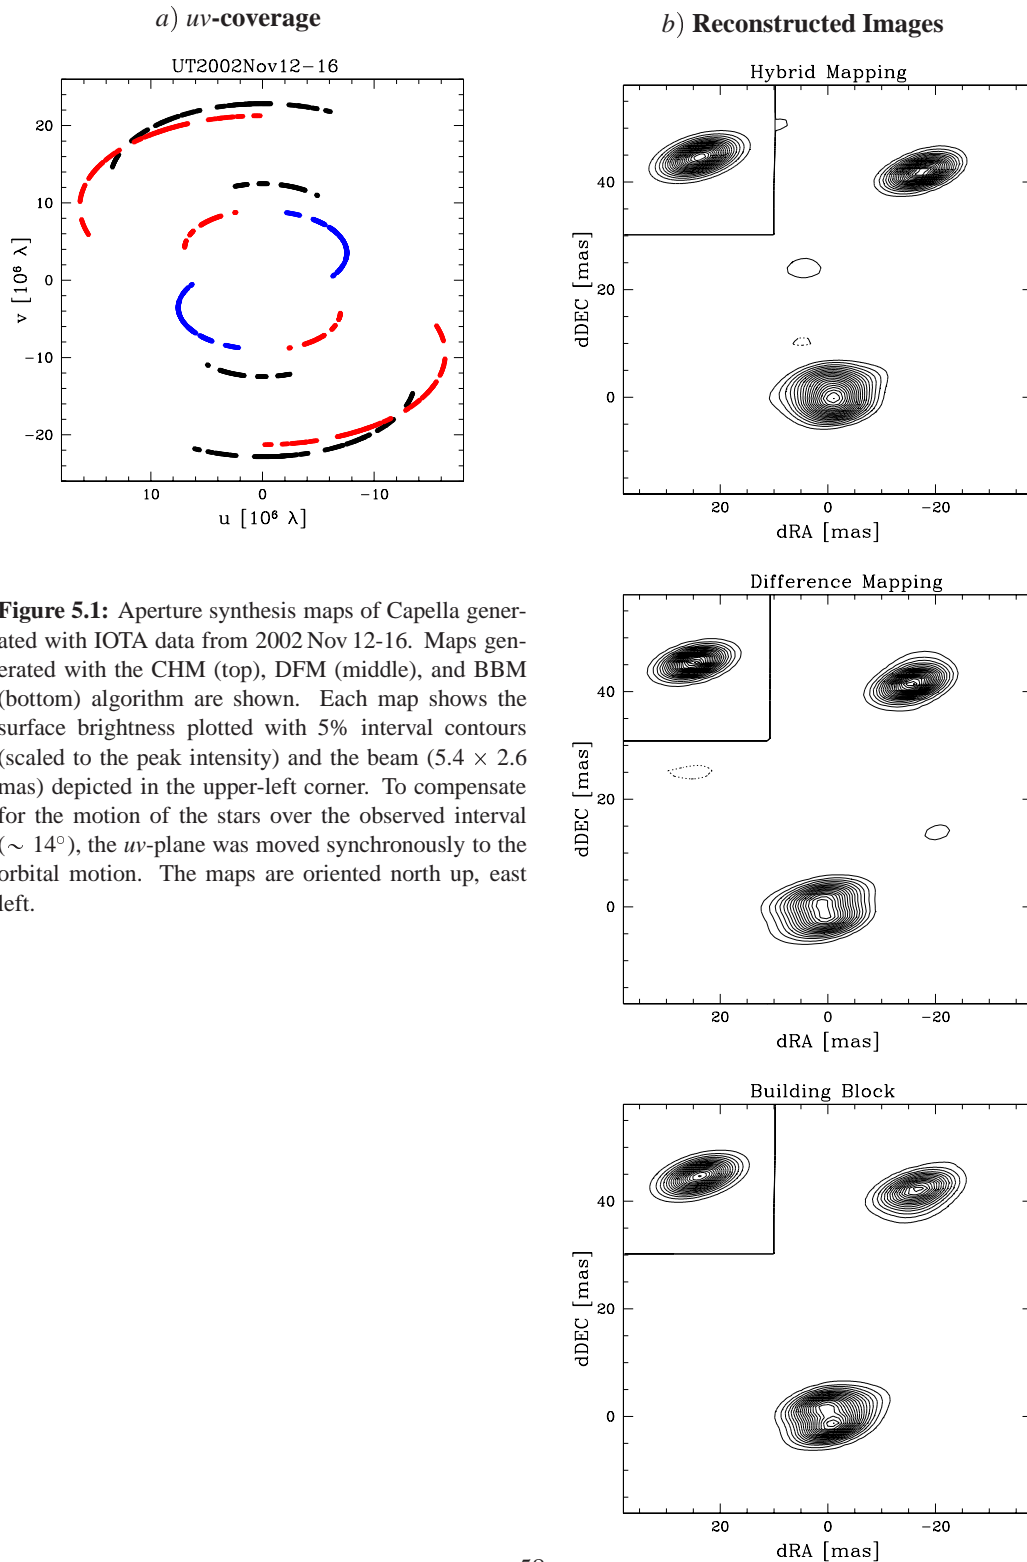 a) uv-coverage
UT2002Nov12−16
20
10
0
−10
−20
v [10⁶ λ]
10 0 −10
u [10⁶ λ]
Figure 5.1: Aperture synthesis maps of Capella gener-
ated with IOTA data from 2002 Nov 12-16. Maps gen-
erated with the CHM (top), DFM (middle), and BBM
(bottom) algorithm are shown. Each map shows the
surface brightness plotted with 5% interval contours
(scaled to the peak intensity) and the beam (5.4 × 2.6
mas) depicted in the upper-left corner. To compensate
for the motion of the stars over the observed interval
(∼ 14°), the uv-plane was moved synchronously to the
orbital motion. The maps are oriented north up, east
left.
b) Reconstructed Images
Hybrid Mapping
40
20
0
dDEC [mas]
20 0 −20
dRA [mas]
Difference Mapping
40
20
0
dDEC [mas]
20 0 −20
dRA [mas]
Building Block
40
20
0
dDEC [mas]
20 0 −20
dRA [mas]